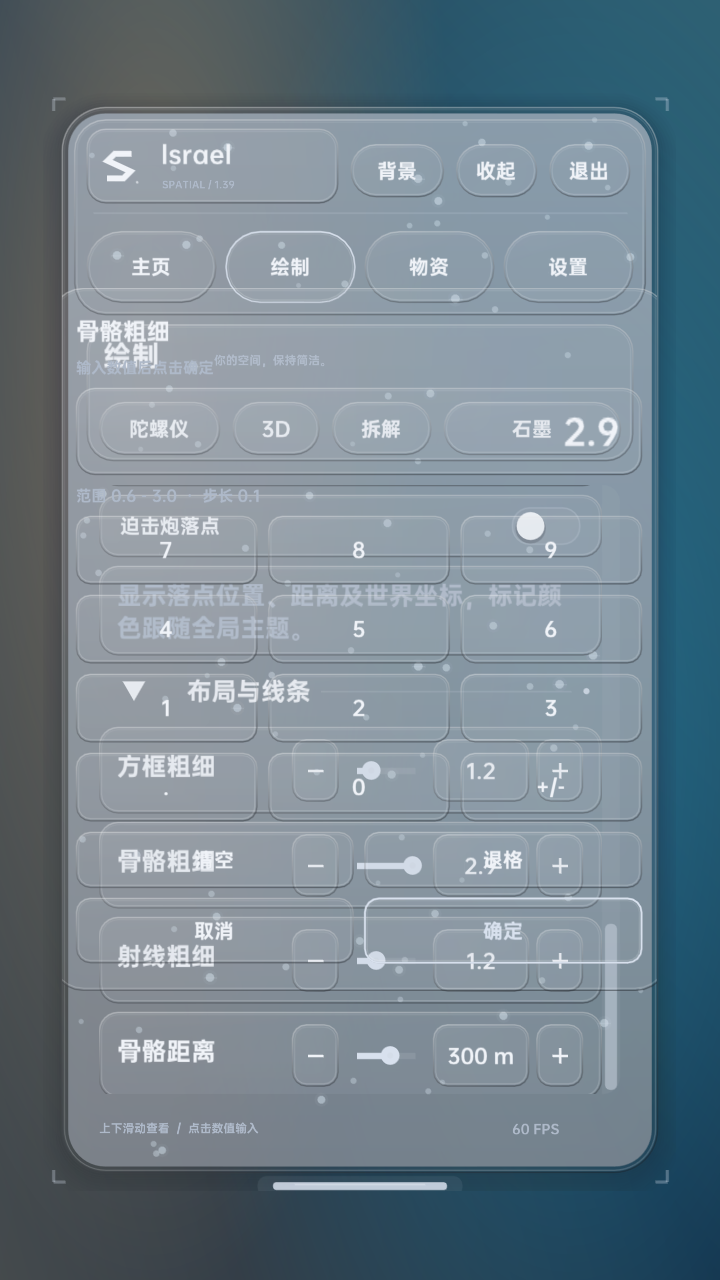 Israel
SPATIAL / 1.39
背景
收起
退出
主页
绘制
物资
设置
骨骼粗细
绘制
输入数值后点击确定
你的空间，保持简洁。
陀螺仪
3D
拆解
石墨
2.9
范围 0.6 - 3.0 步长 0.1
迫击炮落点
7
8
9
显示落点位置、距离及世界坐标，标记颜
色跟随全局主题。
4
5
6
▼ 布局与线条
1
2
3
方框粗细
−
1.2
+
.
0
+/-
骨骼粗细
清空
−
2.9
退格
+
取消
确定
射线粗细
−
1.2
+
骨骼距离
−
300 m
+
上下滑动查看 / 点击数值输入
60 FPS